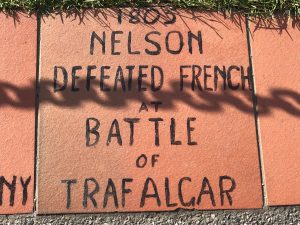 1805
NELSON
DEFEATED FRENCH
AT
BATTLE
OF
TRAFALGAR
NY